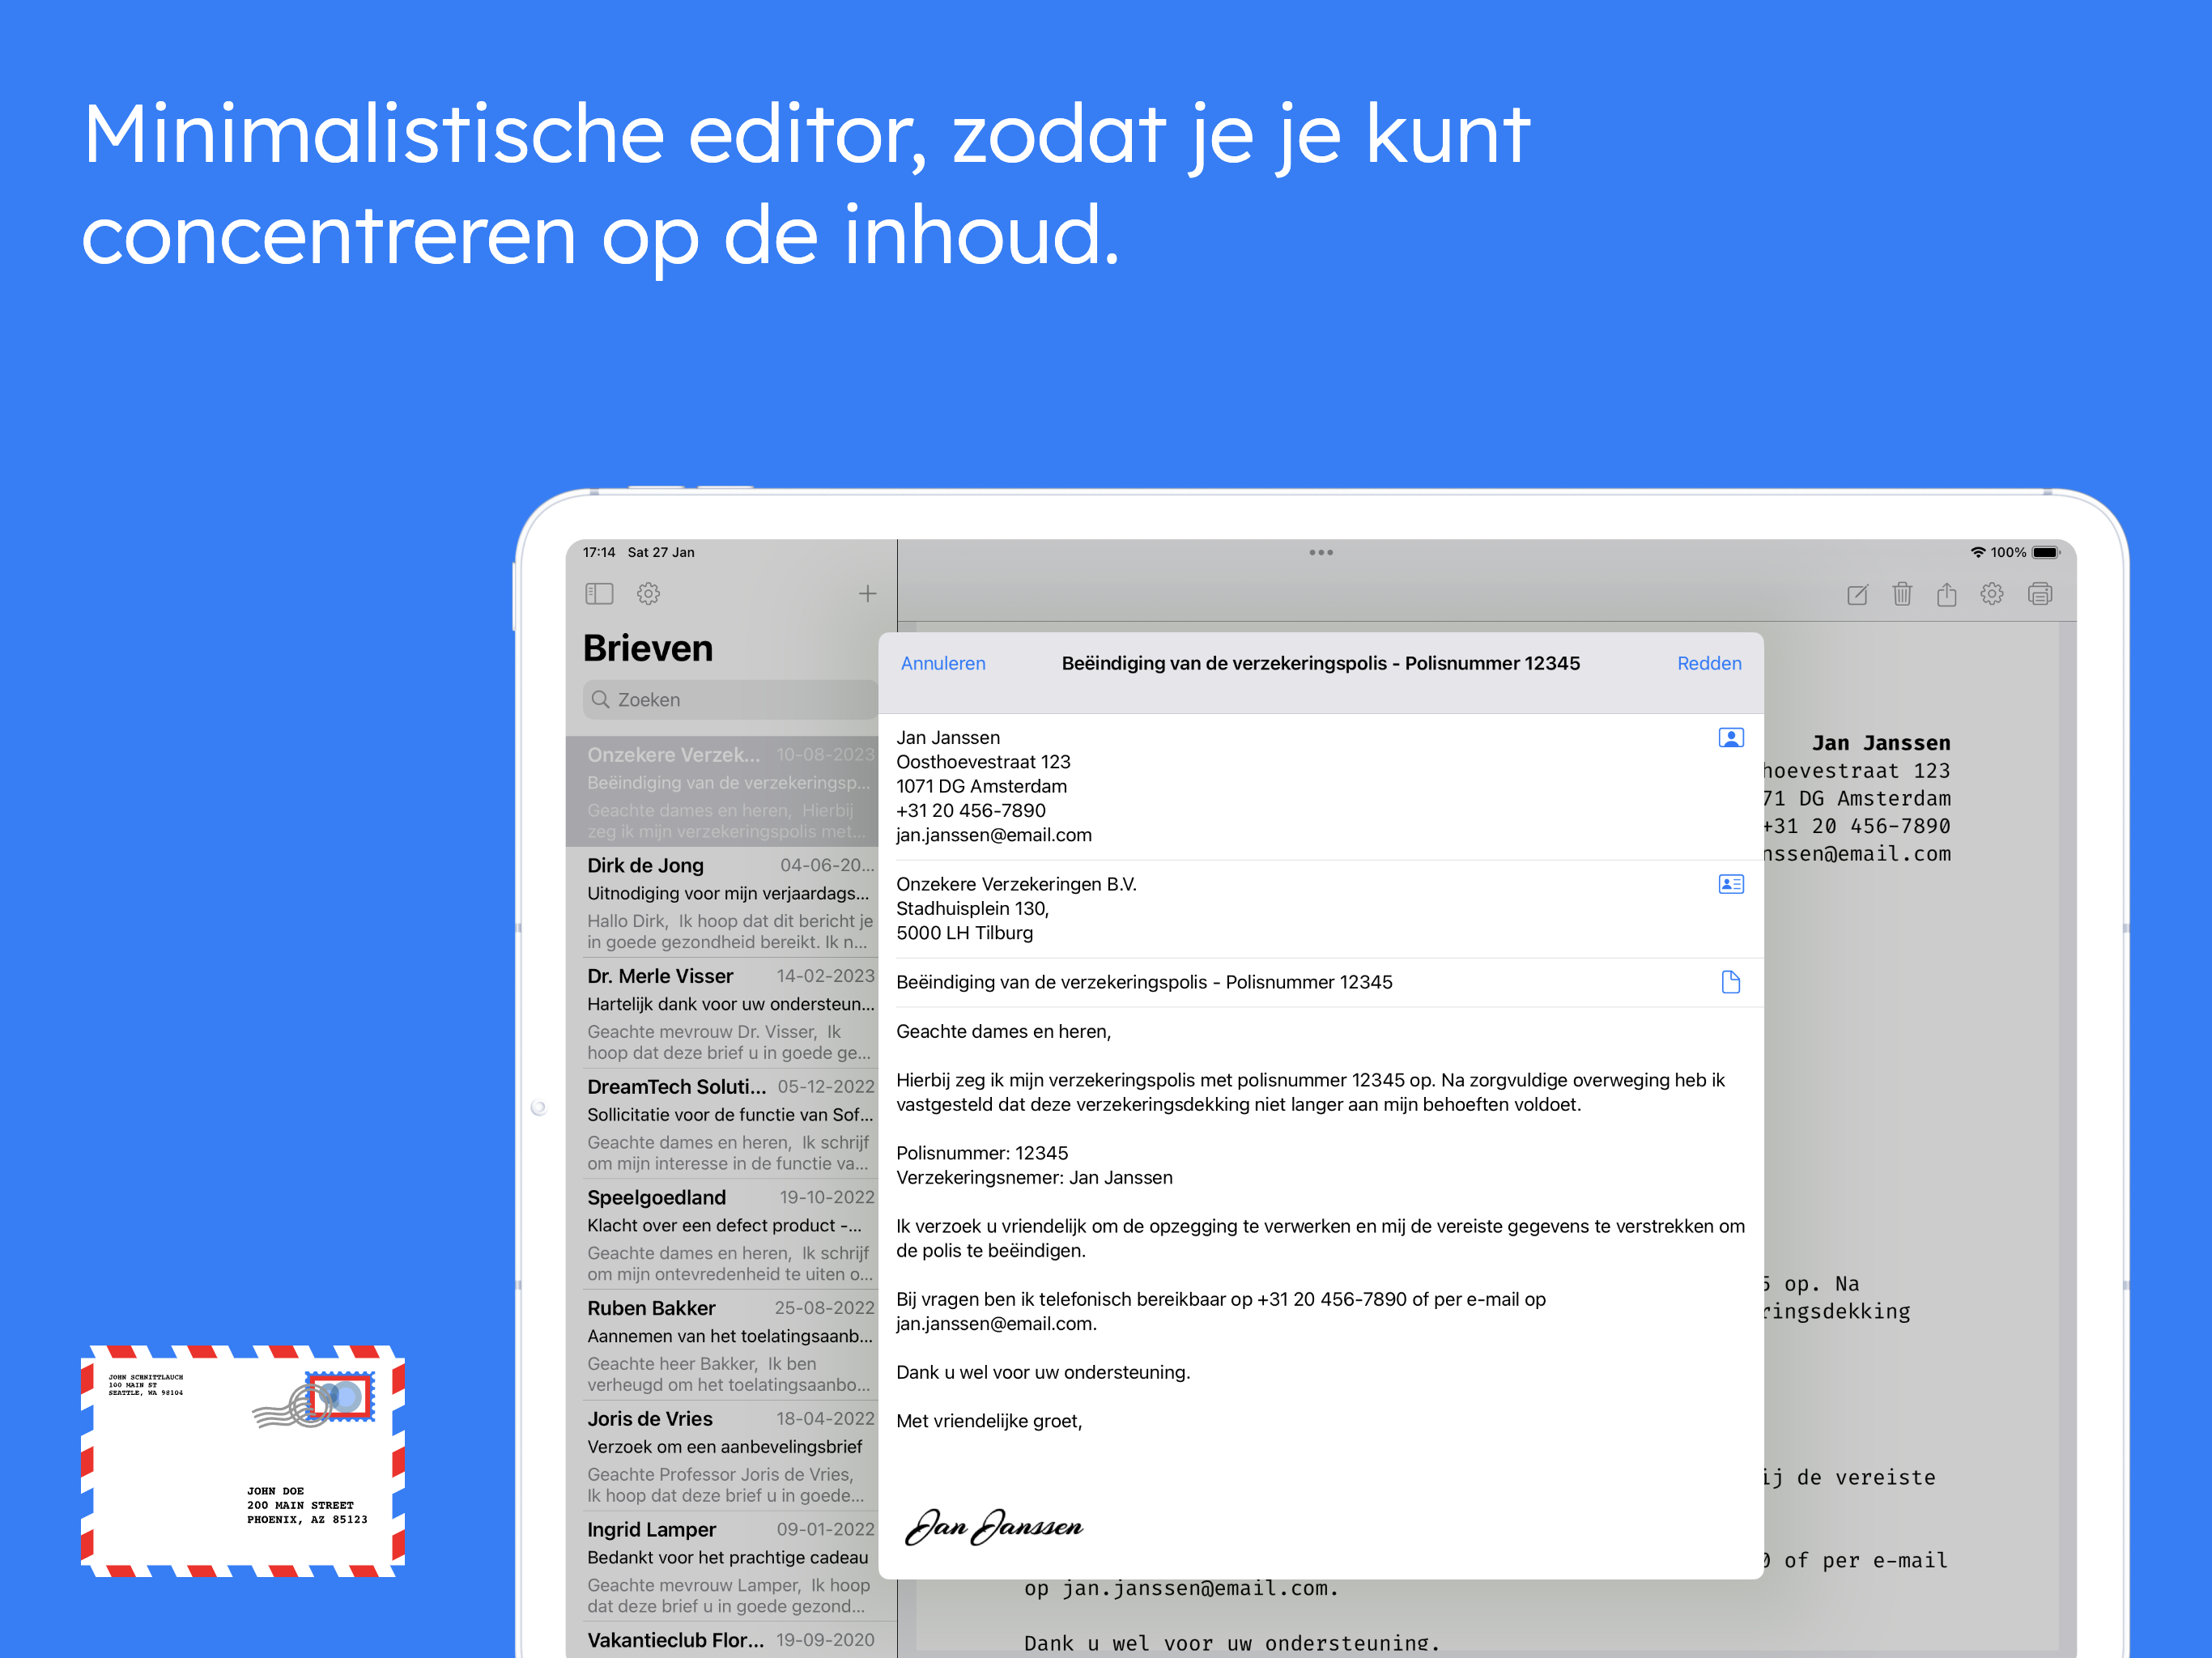 Minimalistische editor, zodat je je kunt
concentreren op de inhoud.
17:14 Sat 27 Jan
100%
Brieven
Zoeken
Onzekere Verzek... 10-08-2023
Beëindiging van de verzekeringsp...
Geachte dames en heren, Hierbij
zeg ik mijn verzekeringspolis met...
Dirk de Jong 04-06-20...
Uitnodiging voor mijn verjaardags...
Hallo Dirk, Ik hoop dat dit bericht je
in goede gezondheid bereikt. Ik n...
Dr. Merle Visser 14-02-2023
Hartelijk dank voor uw ondersteun...
Geachte mevrouw Dr. Visser, Ik
hoop dat deze brief u in goede ge...
DreamTech Soluti... 05-12-2022
Sollicitatie voor de functie van Sof...
Geachte dames en heren, Ik schrijf
om mijn interesse in de functie va...
Speelgoedland 19-10-2022
Klacht over een defect product -...
Geachte dames en heren, Ik schrijf
om mijn ontevredenheid te uiten o...
Ruben Bakker 25-08-2022
Aannemen van het toelatingsaanb...
Geachte heer Bakker, Ik ben
verheugd om het toelatingsaanbo...
Joris de Vries 18-04-2022
Verzoek om een aanbevelingsbrief
Geachte Professor Joris de Vries,
Ik hoop dat deze brief u in goede...
Ingrid Lamper 09-01-2022
Bedankt voor het prachtige cadeau
Geachte mevrouw Lamper, Ik hoop
dat deze brief u in goede gezond...
Vakantieclub Flor... 19-09-2020
Annuleren Beëindiging van de verzekeringspolis - Polisnummer 12345 Redden
Jan Janssen
Oosthoevestraat 123
1071 DG Amsterdam
+31 20 456-7890
jan.janssen@email.com
Onzekere Verzekeringen B.V.
Stadhuisplein 130,
5000 LH Tilburg
Beëindiging van de verzekeringspolis - Polisnummer 12345
Geachte dames en heren,
Hierbij zeg ik mijn verzekeringspolis met polisnummer 12345 op. Na zorgvuldige overweging heb ik
vastgesteld dat deze verzekeringsdekking niet langer aan mijn behoeften voldoet.
Polisnummer: 12345
Verzekeringsnemer: Jan Janssen
Ik verzoek u vriendelijk om de opzegging te verwerken en mij de vereiste gegevens te verstrekken om
de polis te beëindigen.
Bij vragen ben ik telefonisch bereikbaar op +31 20 456-7890 of per e-mail op
jan.janssen@email.com.
Dank u wel voor uw ondersteuning.
Met vriendelijke groet,
Jan Janssen
Jan Janssen
hoevestraat 123
71 DG Amsterdam
+31 20 456-7890
nssen@email.com
5 op. Na
ringsdekking
ij de vereiste
0 of per e-mail
op jan.janssen@email.com.
Dank u wel voor uw ondersteuning.
JOHN SCHNITTLAUCH
100 MAIN ST
SEATTLE, WA 98104
JOHN DOE
200 MAIN STREET
PHOENIX, AZ 85123